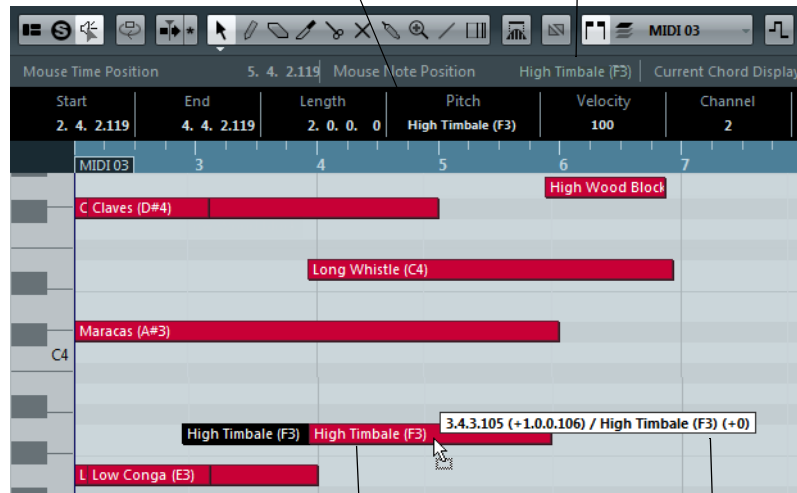 MIDI 03
Mouse Time Position 5. 4. 2.119 Mouse Note Position High Timbale (F3) Current Chord Display
Start End Length Pitch Velocity Channel
2. 4. 2.119 4. 4. 2.119 2. 0. 0. 0 High Timbale (F3) 100 2
MIDI 03 3 4 5 6 7
High Wood Block
C Claves (D#4)
Long Whistle (C4)
Maracas (A#3)
C4
3.4.3.105 (+1.0.0.106) / High Timbale (F3) (+0)
High Timbale (F3) High Timbale (F3)
L Low Conga (E3)